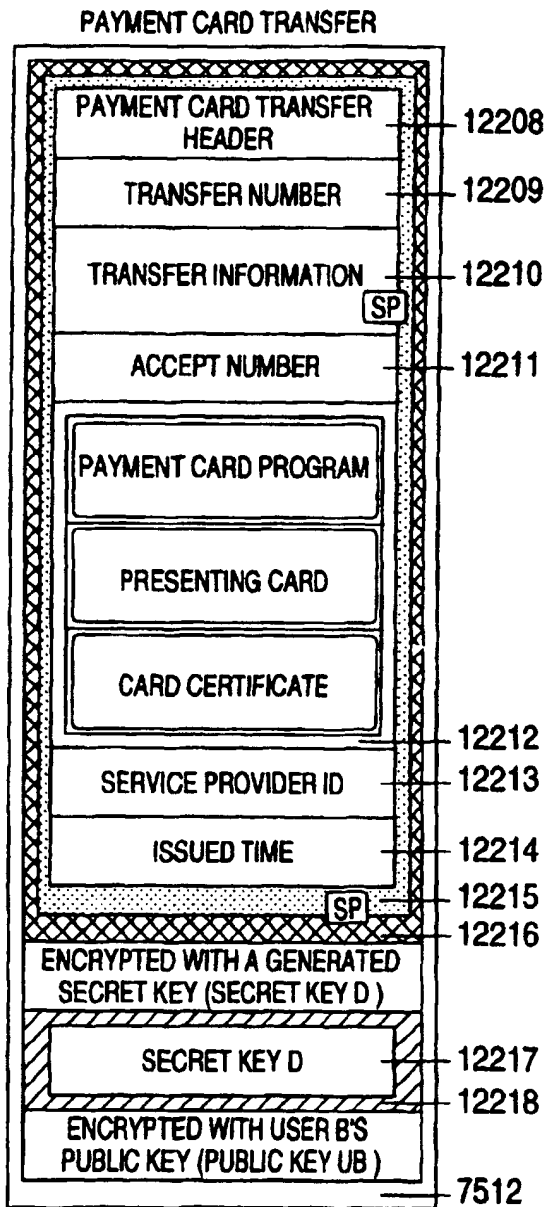 PAYMENT CARD TRANSFER
PAYMENT CARD TRANSFER
HEADER
12208
TRANSFER NUMBER
12209
TRANSFER INFORMATION
12210
SP
ACCEPT NUMBER
12211
PAYMENT CARD PROGRAM
PRESENTING CARD
CARD CERTIFICATE
12212
SERVICE PROVIDER ID
12213
ISSUED TIME
12214
12215
SP
12216
ENCRYPTED WITH A GENERATED
SECRET KEY (SECRET KEY D )
SECRET KEY D
12217
12218
ENCRYPTED WITH USER B'S
PUBLIC KEY (PUBLIC KEY UB )
7512